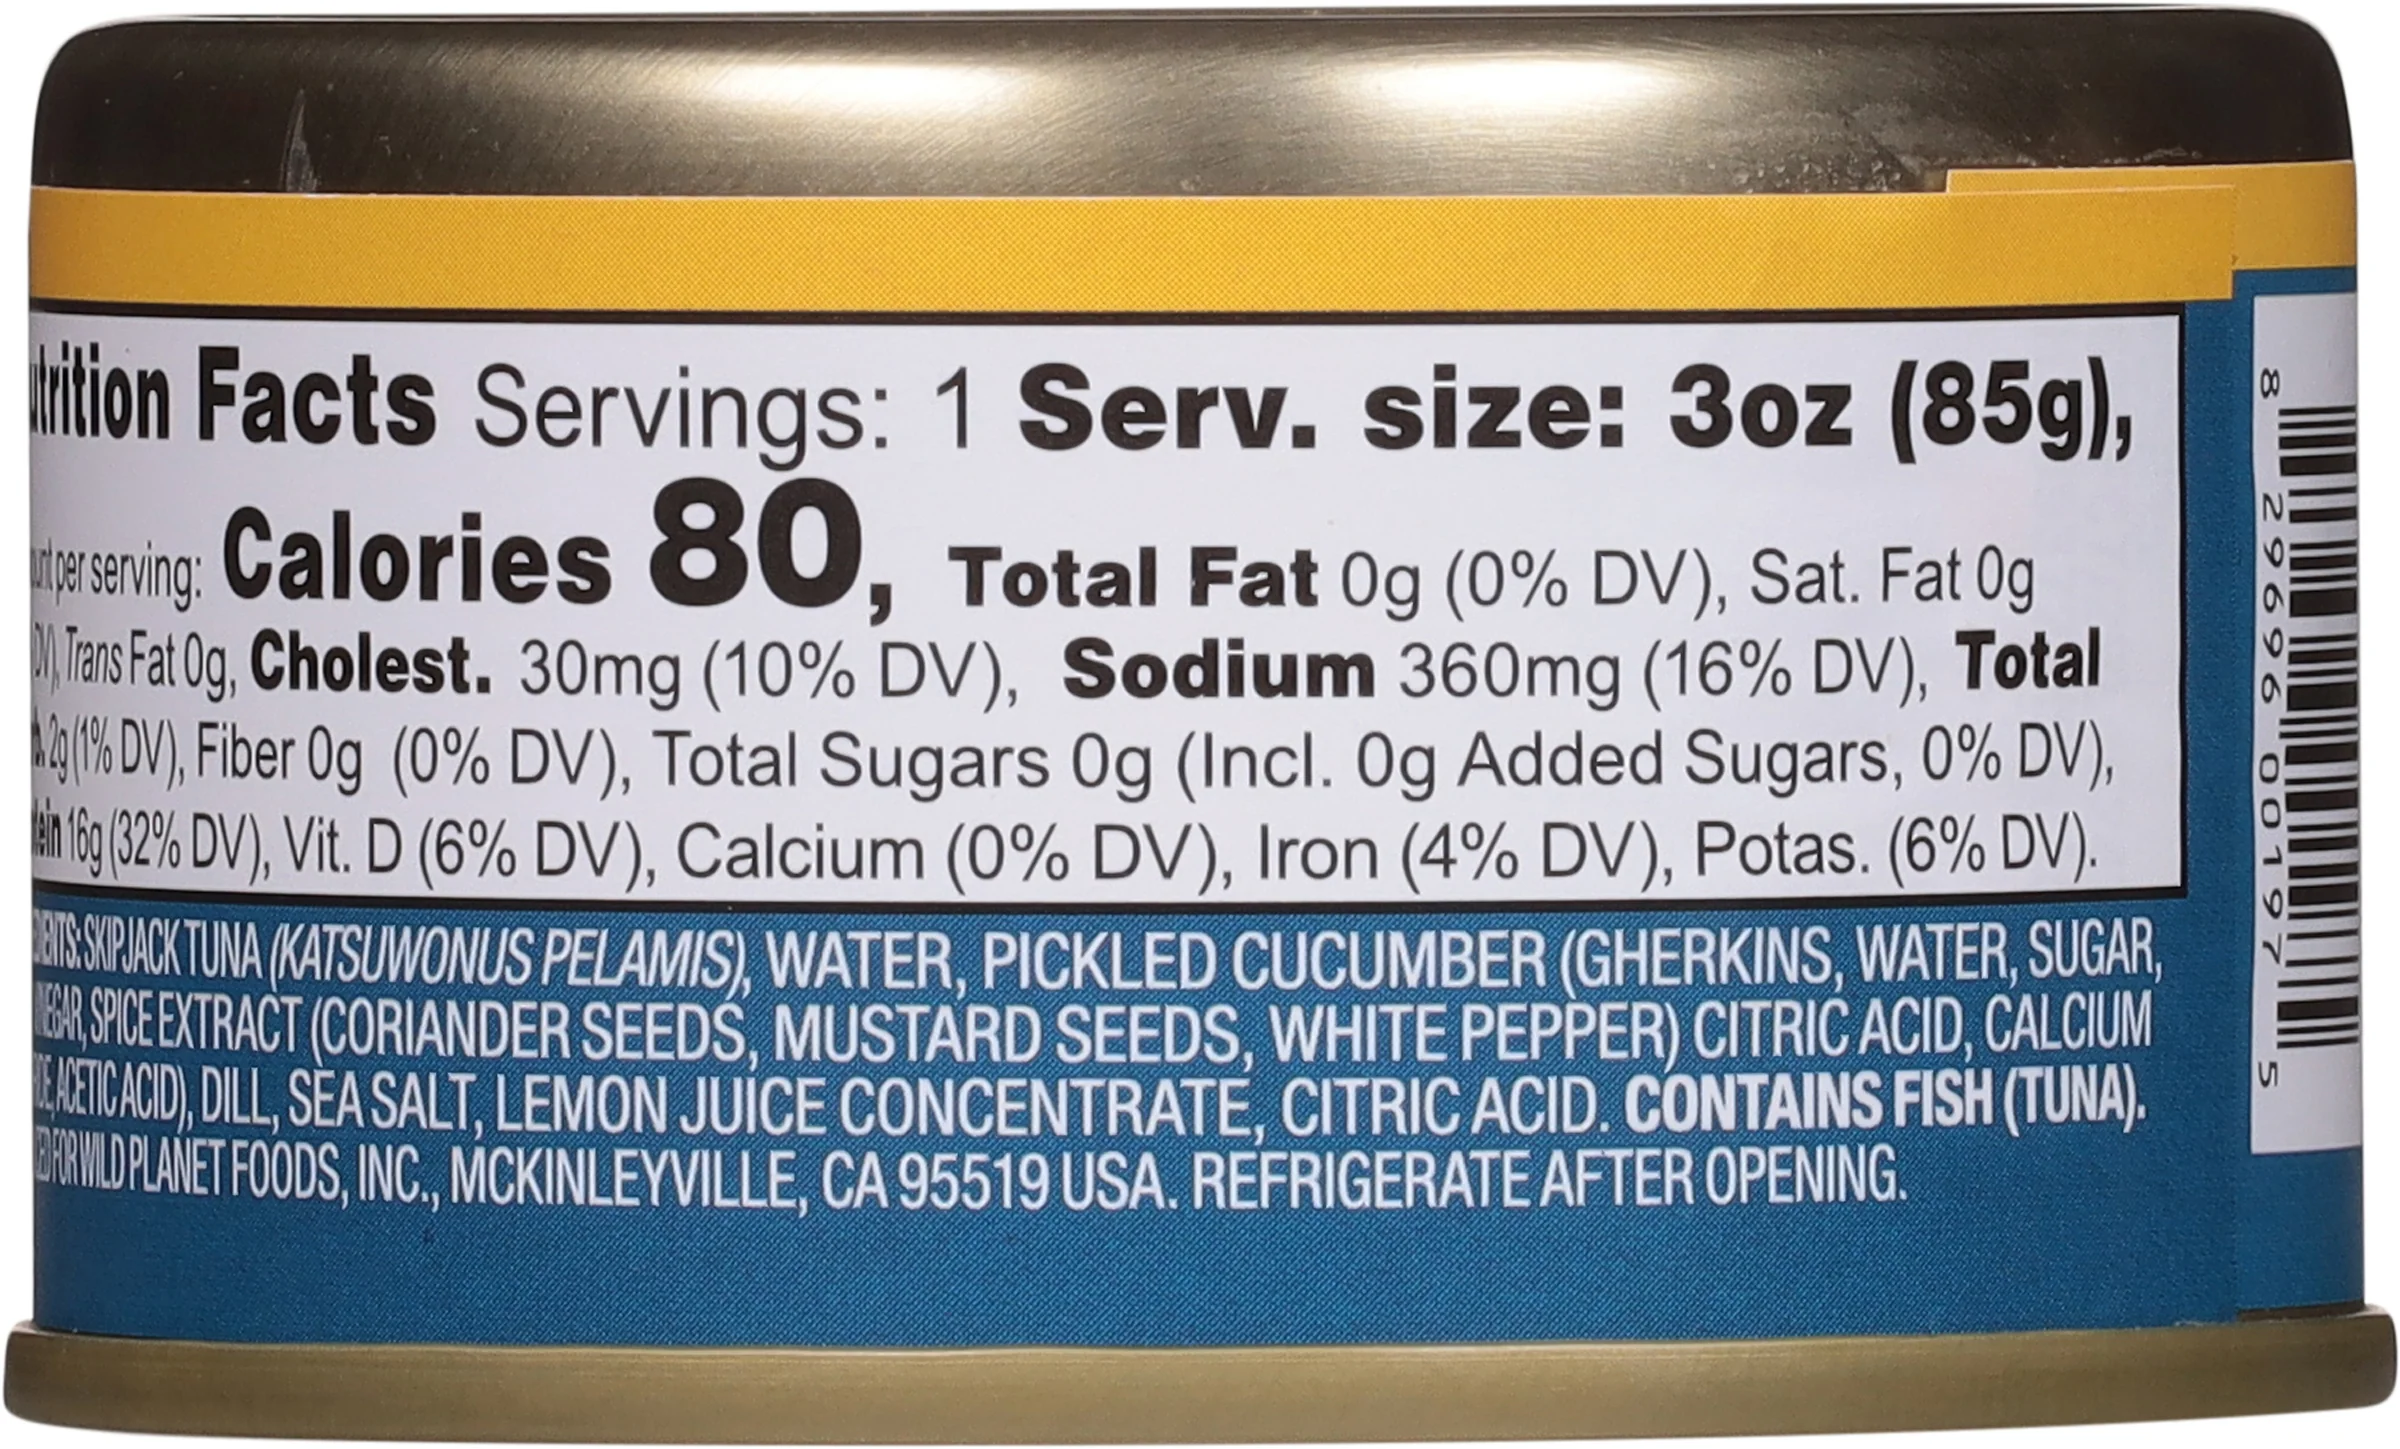 Facts Servings: 1 Serv. size: 3oz (85g),
per serving: Calories 80, Total Fat 0g (0% DV), Sat. Fat 0g
DV), Trans Fat 0g, Cholest. 30mg (10% DV), Sodium 360mg (16% DV), Total
2g (1% DV), Fiber 0g (0% DV), Total Sugars 0g (Incl. 0g Added Sugars, 0% DV),
16g (32% DV), Vit. D (6% DV), Calcium (0% DV), Iron (4% DV), Potas. (6% DV).
SKIPJACK TUNA (KATSUWONUS PELAMIS), WATER, PICKLED CUCUMBER (GHERKINS, WATER, SUGAR,
SPICE EXTRACT (CORIANDER SEEDS, MUSTARD SEEDS, WHITE PEPPER) CITRIC ACID, CALCIUM
ACETIC ACID), DILL, SEA SALT, LEMON JUICE CONCENTRATE, CITRIC ACID. CONTAINS FISH (TUNA).
FOR WILD PLANET FOODS, INC., MCKINLEYVILLE, CA 95519 USA. REFRIGERATE AFTER OPENING.
8 29696 00197 5